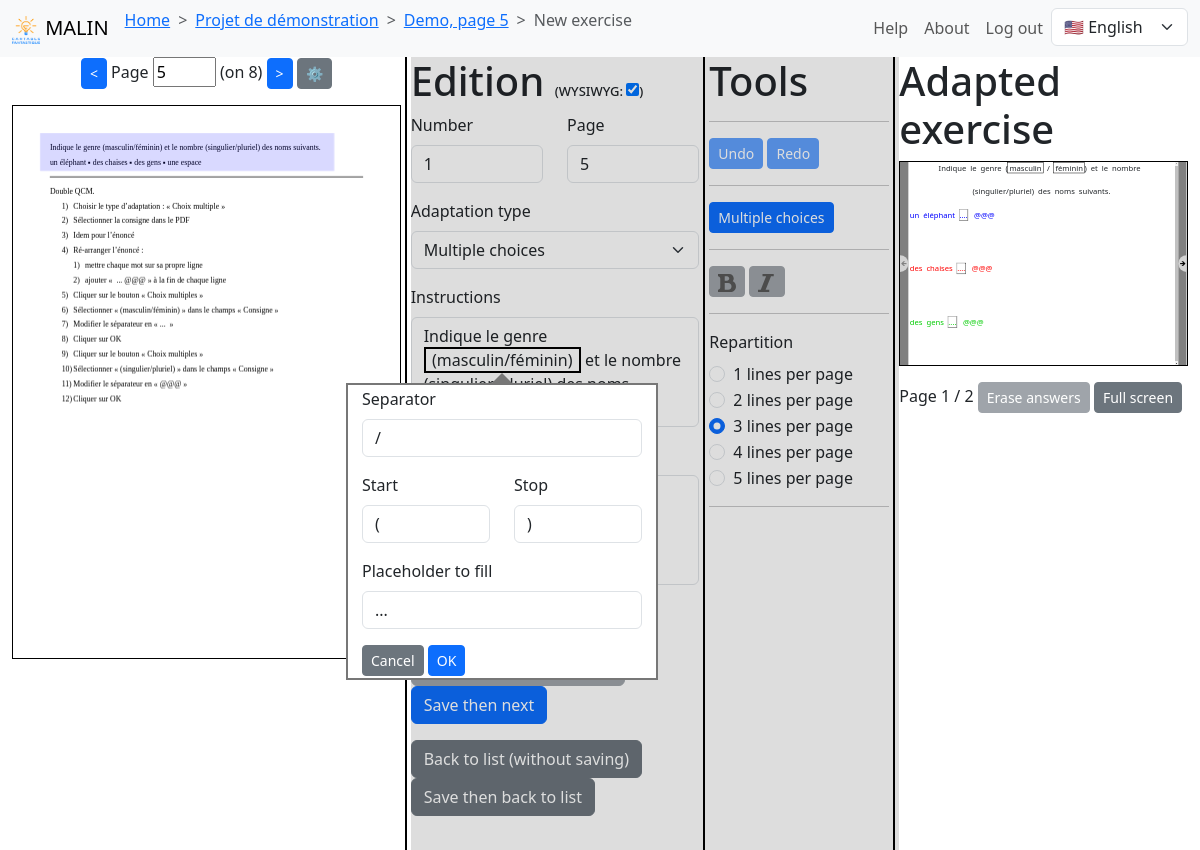 MALIN
Home > Projet de démonstration > Demo, page 5 > New exercise
Help About Log out 🇺🇸 English
< Page 5 (on 8) > ⚙️
Indique le genre (masculin/féminin) et le nombre (singulier/pluriel) des noms suivants.
un éléphant • des chaises • des gens • une espace
Double QCM.
1) Choisir le type d’adaptation : « Choix multiple »
2) Sélectionner la consigne dans le PDF
3) Idem pour l’énoncé
4) Ré-arranger l’énoncé :
1) mettre chaque mot sur sa propre ligne
2) ajouter « ... @@@ » à la fin de chaque ligne
5) Cliquer sur le bouton « Choix multiples »
6) Sélectionner « (masculin/féminin) » dans le champs « Consigne »
7) Modifier le séparateur en « ... »
8) Cliquer sur OK
9) Cliquer sur le bouton « Choix multiples »
10) Sélectionner « (singulier/pluriel) » dans le champs « Consigne »
11) Modifier le séparateur en « @@@ »
12) Cliquer sur OK
Edition (WYSIWYG: )
Number Page
1 5
Adaptation type
Multiple choices
Instructions
Indique le genre
(masculin/féminin) et le nombre
(singulier/pluriel) des noms
Separator
/
Start Stop
( )
Placeholder to fill
...
Cancel OK
Save then next
Back to list (without saving)
Save then back to list
Tools
Undo Redo
Multiple choices
B I
Repartition
1 lines per page
2 lines per page
3 lines per page
4 lines per page
5 lines per page
Adapted
exercise
Indique le genre (masculin / féminin) et le nombre
(singulier/pluriel) des noms suivants.
un éléphant ... @@@
des chaises ... @@@
des gens ... @@@
Page 1 / 2 Erase answers Full screen